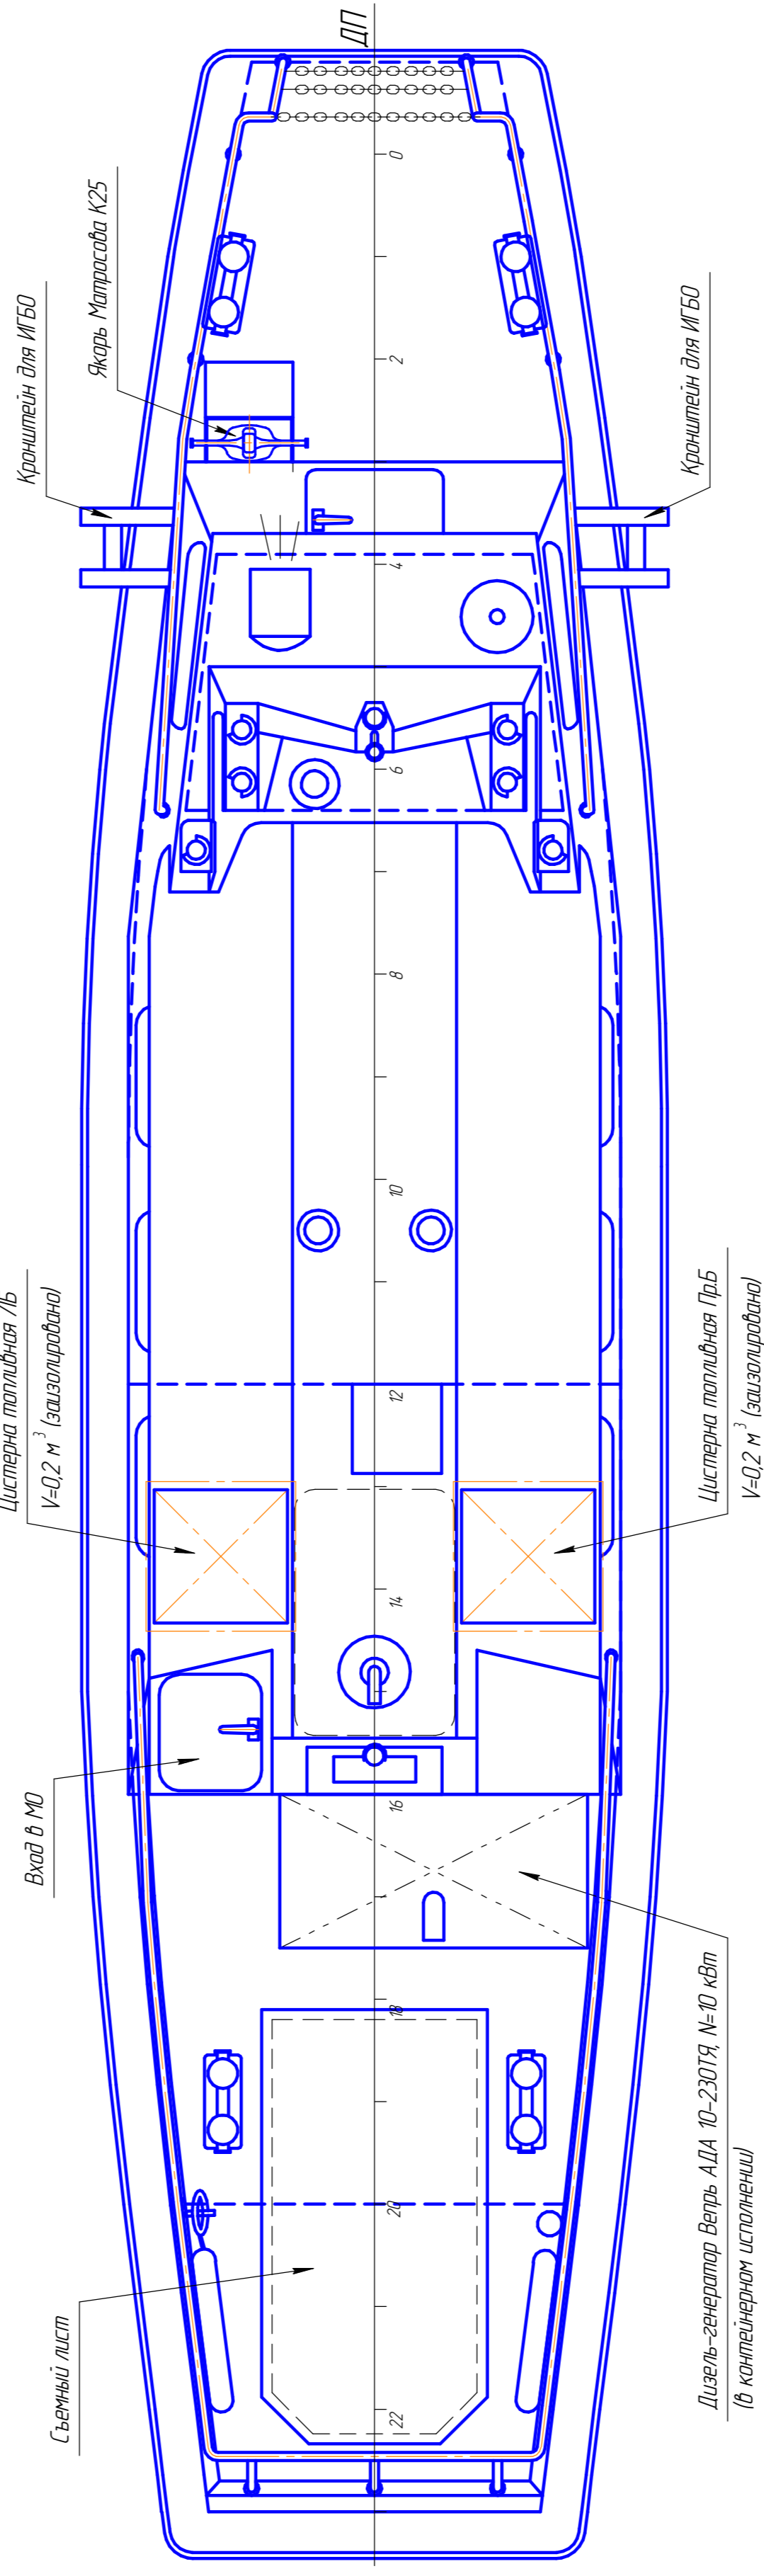 ДП
Кронштейн для ИГБО
Якорь Матросова К25
Кронштейн для ИГБО
0
2
4
6
8
10
12
14
16
18
20
22
Цистерна топливная ЛБ
V=0,2 м³ (заизолировано)
Цистерна топливная Пр.Б
V=0,2 м³ (заизолировано)
Вход в МО
Дизель-генератор Вепрь АДА 10-230ТЯ, N=10 кВт
(в контейнерном исполнении)
Съемный лист